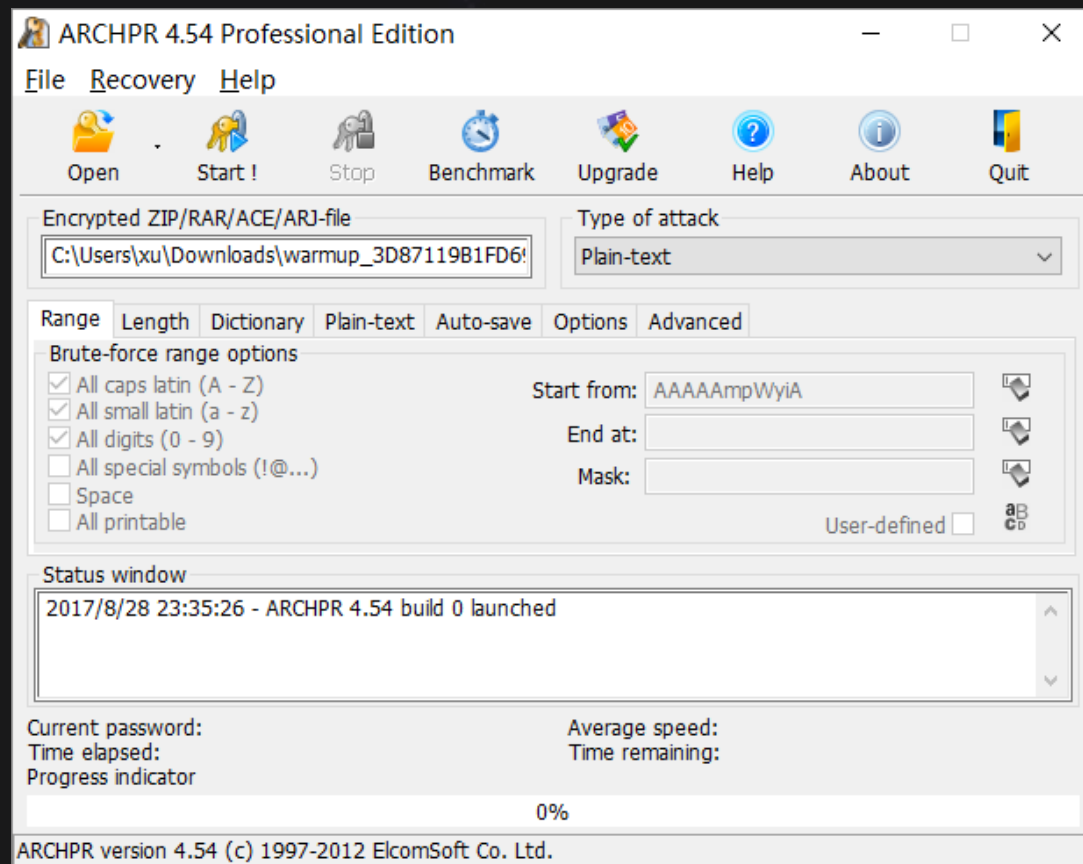 ARCHPR 4.54 Professional Edition
File Recovery Help
Open Start ! Stop Benchmark Upgrade Help About Quit
Encrypted ZIP/RAR/ACE/ARJ-file
C:\Users\xu\Downloads\warmup_3D87119B1FD69
Type of attack
Plain-text
Range Length Dictionary Plain-text Auto-save Options Advanced
Brute-force range options
All caps latin (A - Z)
All small latin (a - z)
All digits (0 - 9)
All special symbols (!@...)
Space
All printable
Start from: AAAAAmpWyiA
End at:
Mask:
User-defined
aB
CD
Status window
2017/8/28 23:35:26 - ARCHPR 4.54 build 0 launched
Current password:
Average speed:
Time elapsed:
Time remaining:
Progress indicator
0%
ARCHPR version 4.54 (c) 1997-2012 ElcomSoft Co. Ltd.